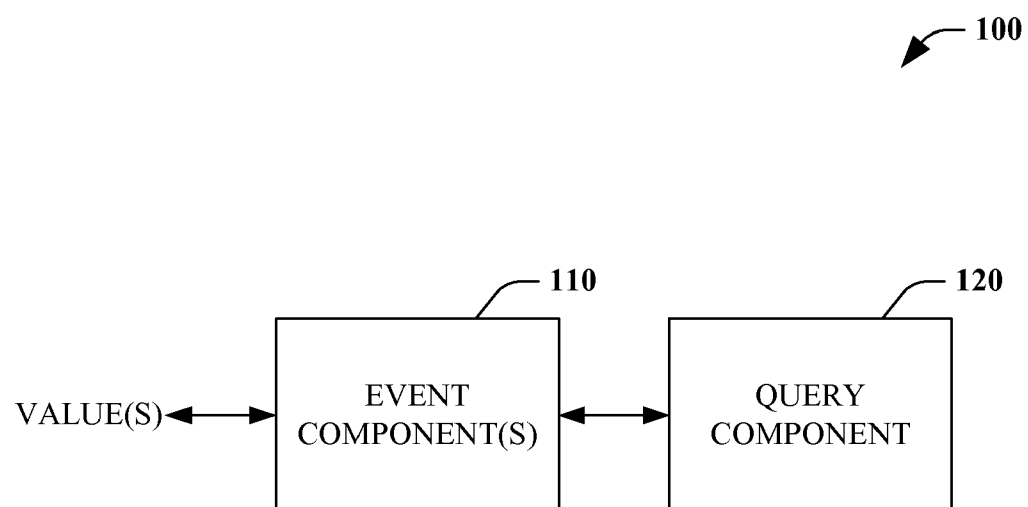 100
110
120
VALUE(S)
EVENT
COMPONENT(S)
QUERY
COMPONENT